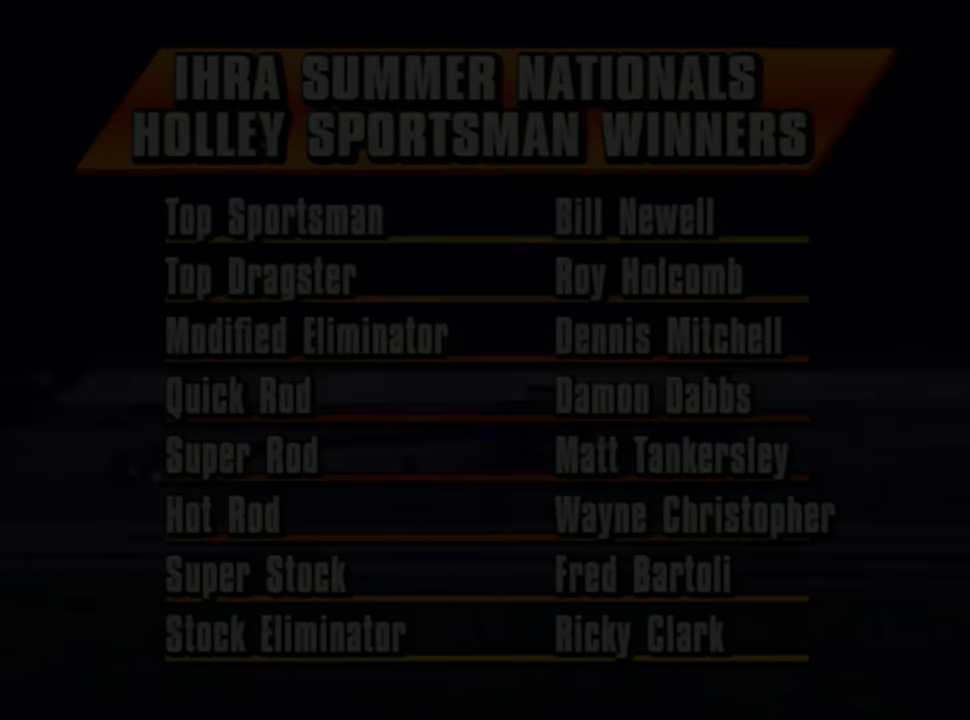 IHRA SUMMER NATIONALS
HOLLEY SPORTSMAN WINNERS
Top Sportsman Bill Newell
Top Dragster Roy Holcomb
Modified Eliminator Dennis Mitchell
Quick Rod Damon Dabbs
Super Rod Matt Tankersley
Hot Rod Wayne Christopher
Super Stock Fred Bartoli
Stock Eliminator Ricky Clark